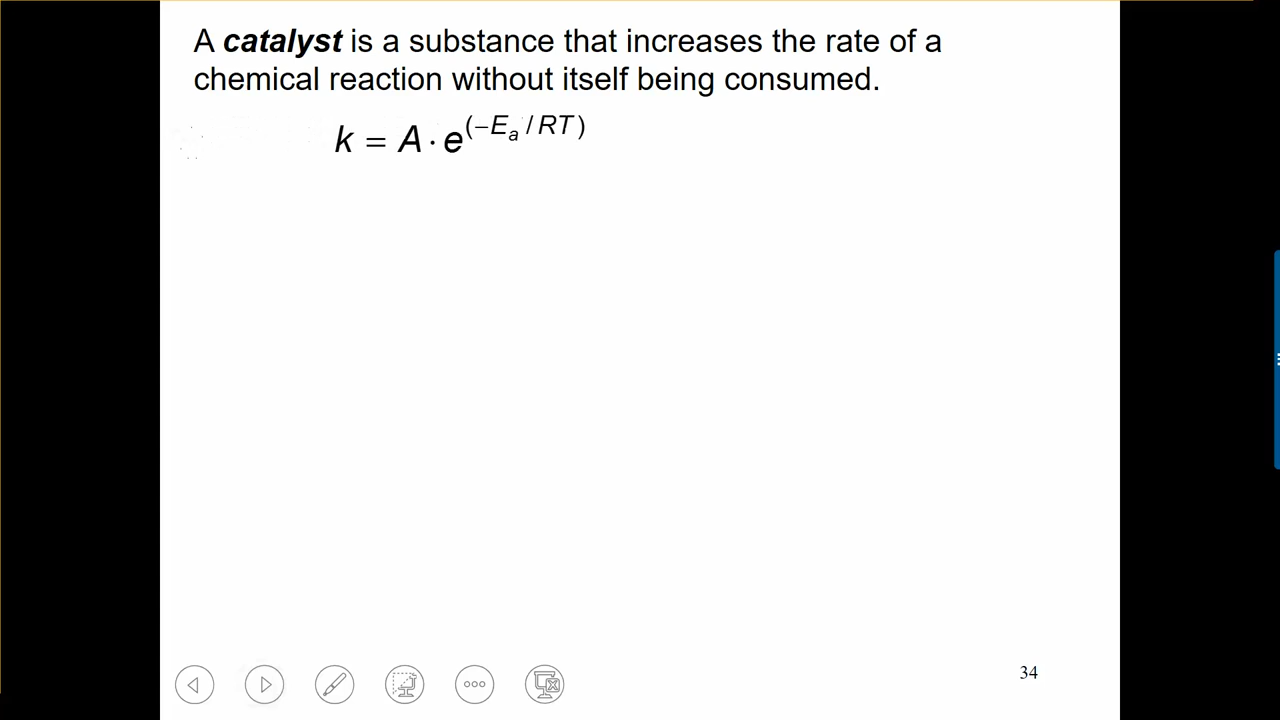 A catalyst is a substance that increases the rate of a
chemical reaction without itself being consumed.
k = A · e^(−Eₐ / RT)
34